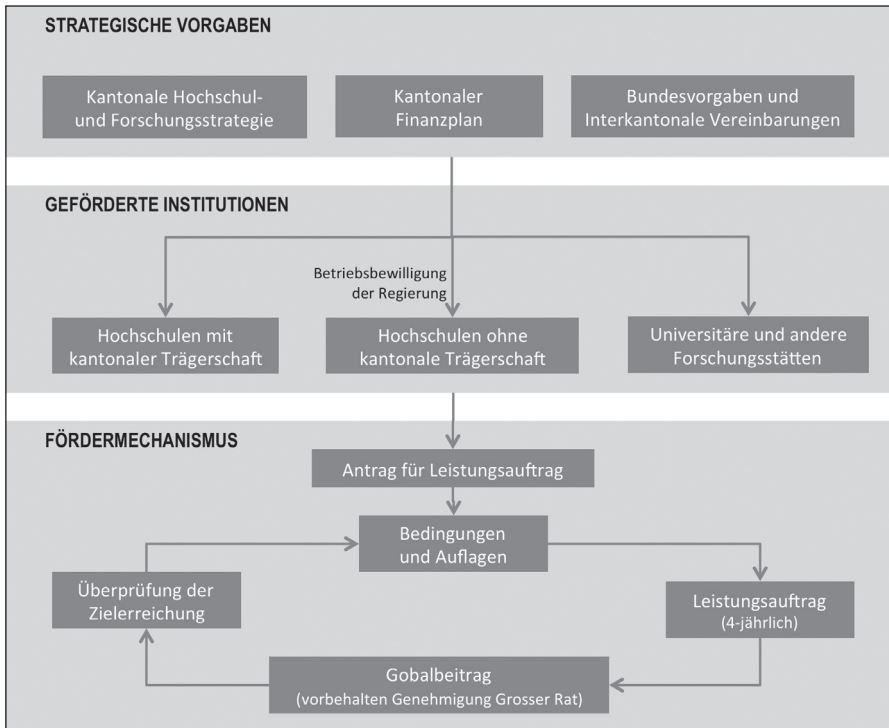 STRATEGISCHE VORGABEN
Kantonale Hochschul-
und Forschungsstrategie
Kantonaler
Finanzplan
Bundesvorgaben und
Interkantonale Vereinbarungen
GEFÖRDERTE INSTITUTIONEN
Betriebsbewilligung
der Regierung
Hochschulen mit
kantonaler Trägerschaft
Hochschulen ohne
kantonale Trägerschaft
Universitäre und andere
Forschungsstätten
FÖRDERMECHANISMUS
Antrag für Leistungsauftrag
Bedingungen
und Auflagen
Überprüfung der
Zielerreichung
Leistungsauftrag
(4-jährlich)
Gobalbeitrag
(vorbehalten Genehmigung Grosser Rat)